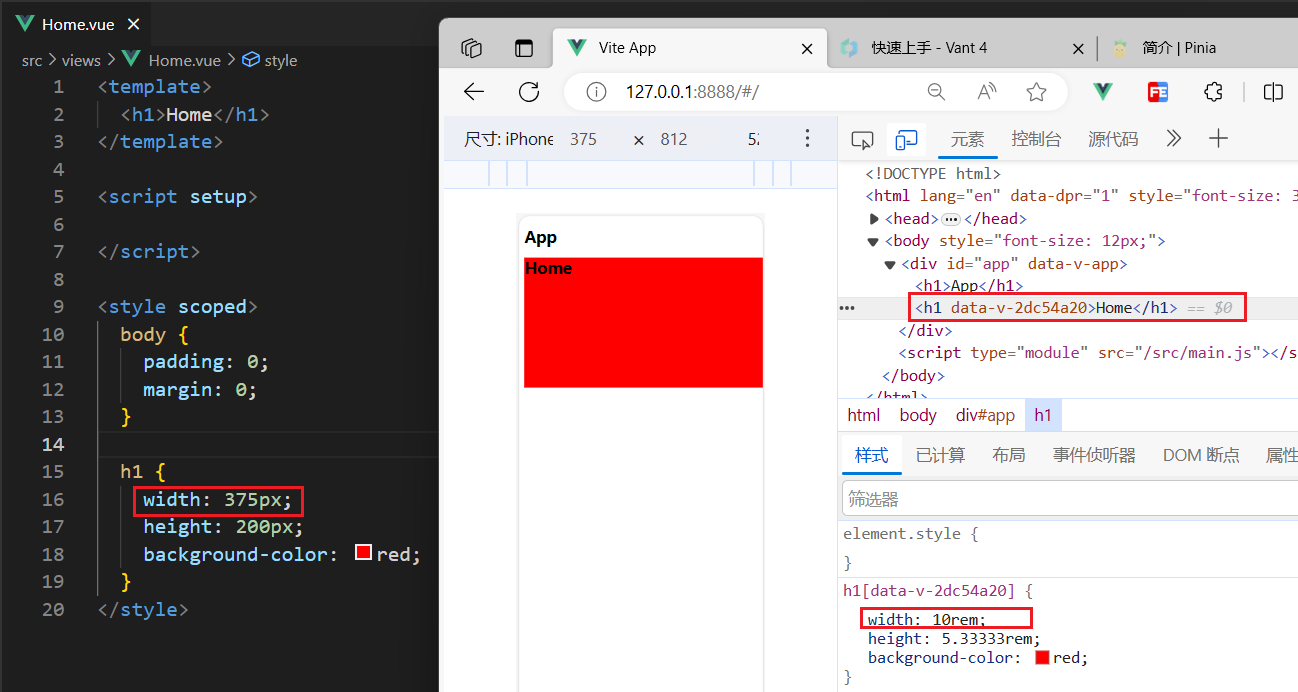 Home.vue
src > views > Home.vue > style
1 <template>
2 <h1>Home</h1>
3 </template>
4
5 <script setup>
6
7 </script>
8
9 <style scoped>
10 body {
11 padding: 0;
12 margin: 0;
13 }
14
15 h1 {
16 width: 375px;
17 height: 200px;
18 background-color: red;
19 }
20 </style>
Vite App
快速上手 - Vant 4
简介 | Pinia
127.0.0.1:8888/#/
尺寸: iPhone 375 × 812
App
Home
元素 控制台 源代码
<!DOCTYPE html>
<html lang="en" data-dpr="1" style="font-size: 3
<head>…</head>
<body style="font-size: 12px;">
<div id="app" data-v-app>
<h1>App</h1>
<h1 data-v-2dc54a20>Home</h1> == $0
</div>
<script type="module" src="/src/main.js"></s
</body>
</html>
html body div#app h1
样式 已计算 布局 事件侦听器 DOM 断点 属性
筛选器
element.style {
}
h1[data-v-2dc54a20] {
width: 10rem;
height: 5.33333rem;
background-color: red;
}